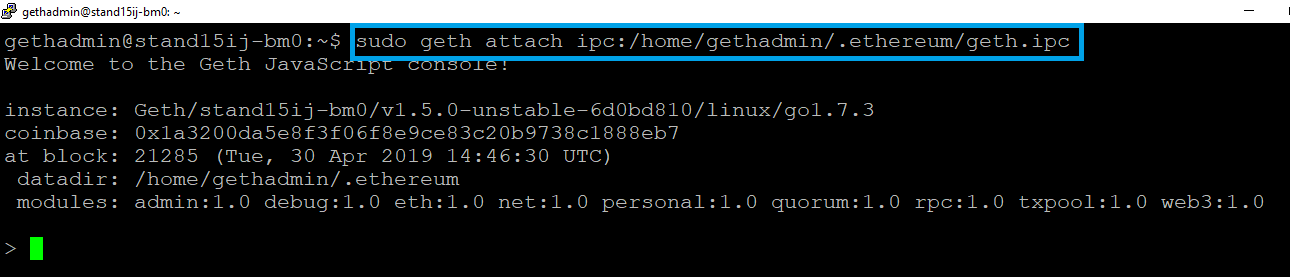 gethadmin@stand15ij-bm0: ~
gethadmin@stand15ij-bm0:~$ sudo geth attach ipc:/home/gethadmin/.ethereum/geth.ipc
Welcome to the Geth JavaScript console!
instance: Geth/stand15ij-bm0/v1.5.0-unstable-6d0bd810/linux/go1.7.3
coinbase: 0x1a3200da5e8f3f06f8e9ce83c20b9738c1888eb7
at block: 21285 (Tue, 30 Apr 2019 14:46:30 UTC)
 datadir: /home/gethadmin/.ethereum
 modules: admin:1.0 debug:1.0 eth:1.0 net:1.0 personal:1.0 quorum:1.0 rpc:1.0 txpool:1.0 web3:1.0
>